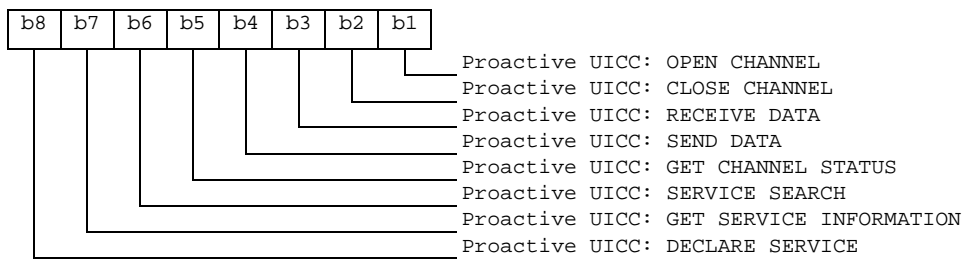 b8 b7 b6 b5 b4 b3 b2 b1
Proactive UICC: OPEN CHANNEL
Proactive UICC: CLOSE CHANNEL
Proactive UICC: RECEIVE DATA
Proactive UICC: SEND DATA
Proactive UICC: GET CHANNEL STATUS
Proactive UICC: SERVICE SEARCH
Proactive UICC: GET SERVICE INFORMATION
Proactive UICC: DECLARE SERVICE